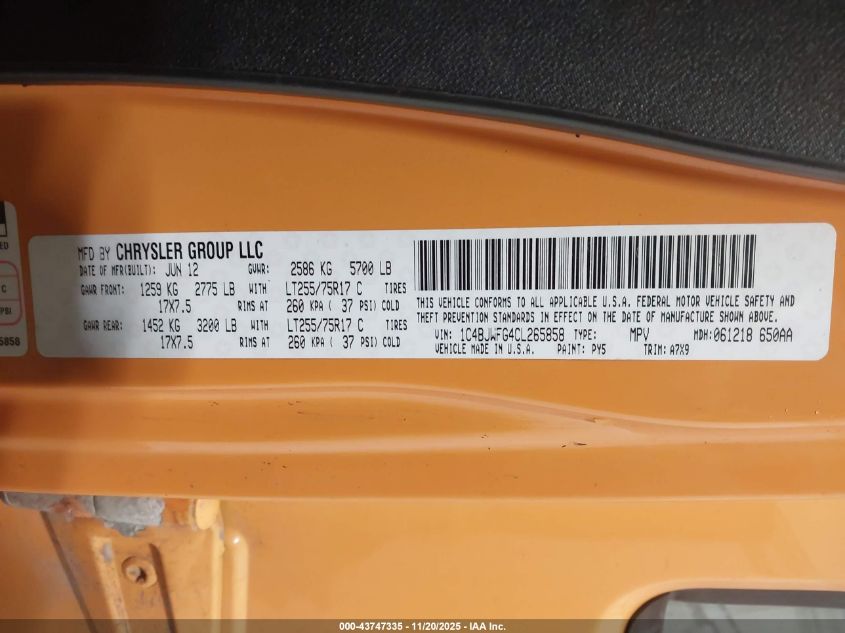 ED
C
PSI
5858
MFD BY CHRYSLER GROUP LLC
DATE OF MFR(BUILT): JUN 12 GVWR: 2586 KG 5700 LB
GAWR FRONT: 1259 KG 2775 LB WITH LT255/75R17 C TIRES
17X7.5 RIMS AT 260 KPA ( 37 PSI) COLD
GAWR REAR: 1452 KG 3200 LB WITH LT255/75R17 C TIRES
17X7.5 RIMS AT 260 KPA ( 37 PSI) COLD
THIS VEHICLE CONFORMS TO ALL APPLICABLE U.S.A. FEDERAL MOTOR VEHICLE SAFETY AND
THEFT PREVENTION STANDARDS IN EFFECT ON THE DATE OF MANUFACTURE SHOWN ABOVE.
VIN: 1C4BJWFG4CL265858 TYPE: MPV MDH: 061218 650AA
VEHICLE MADE IN U.S.A. PAINT: PY5 TRIM: A7X9
000-43747335 - 11/20/2025 - IAA Inc.